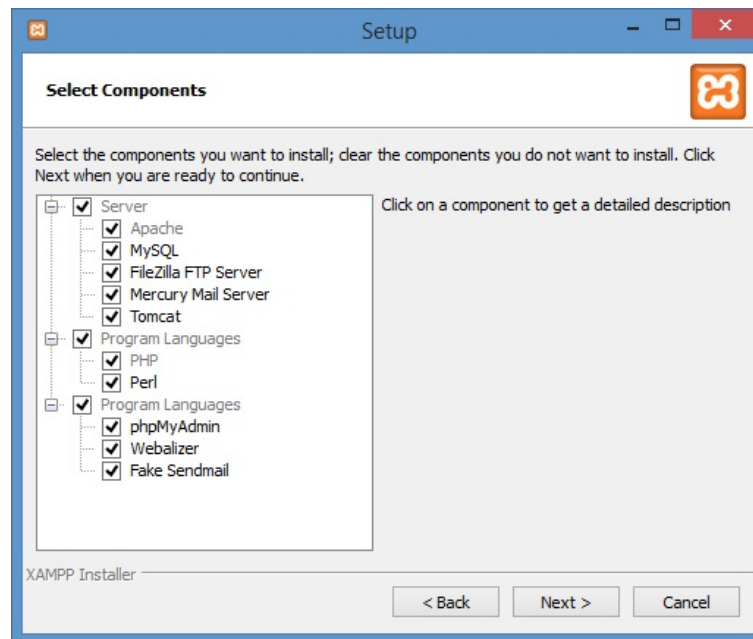 Setup
Select Components
Select the components you want to install; clear the components you do not want to install. Click
Next when you are ready to continue.
Server
Apache
MySQL
FileZilla FTP Server
Mercury Mail Server
Tomcat
Program Languages
PHP
Perl
Program Languages
phpMyAdmin
Webalizer
Fake Sendmail
Click on a component to get a detailed description
XAMPP Installer
< Back
Next >
Cancel